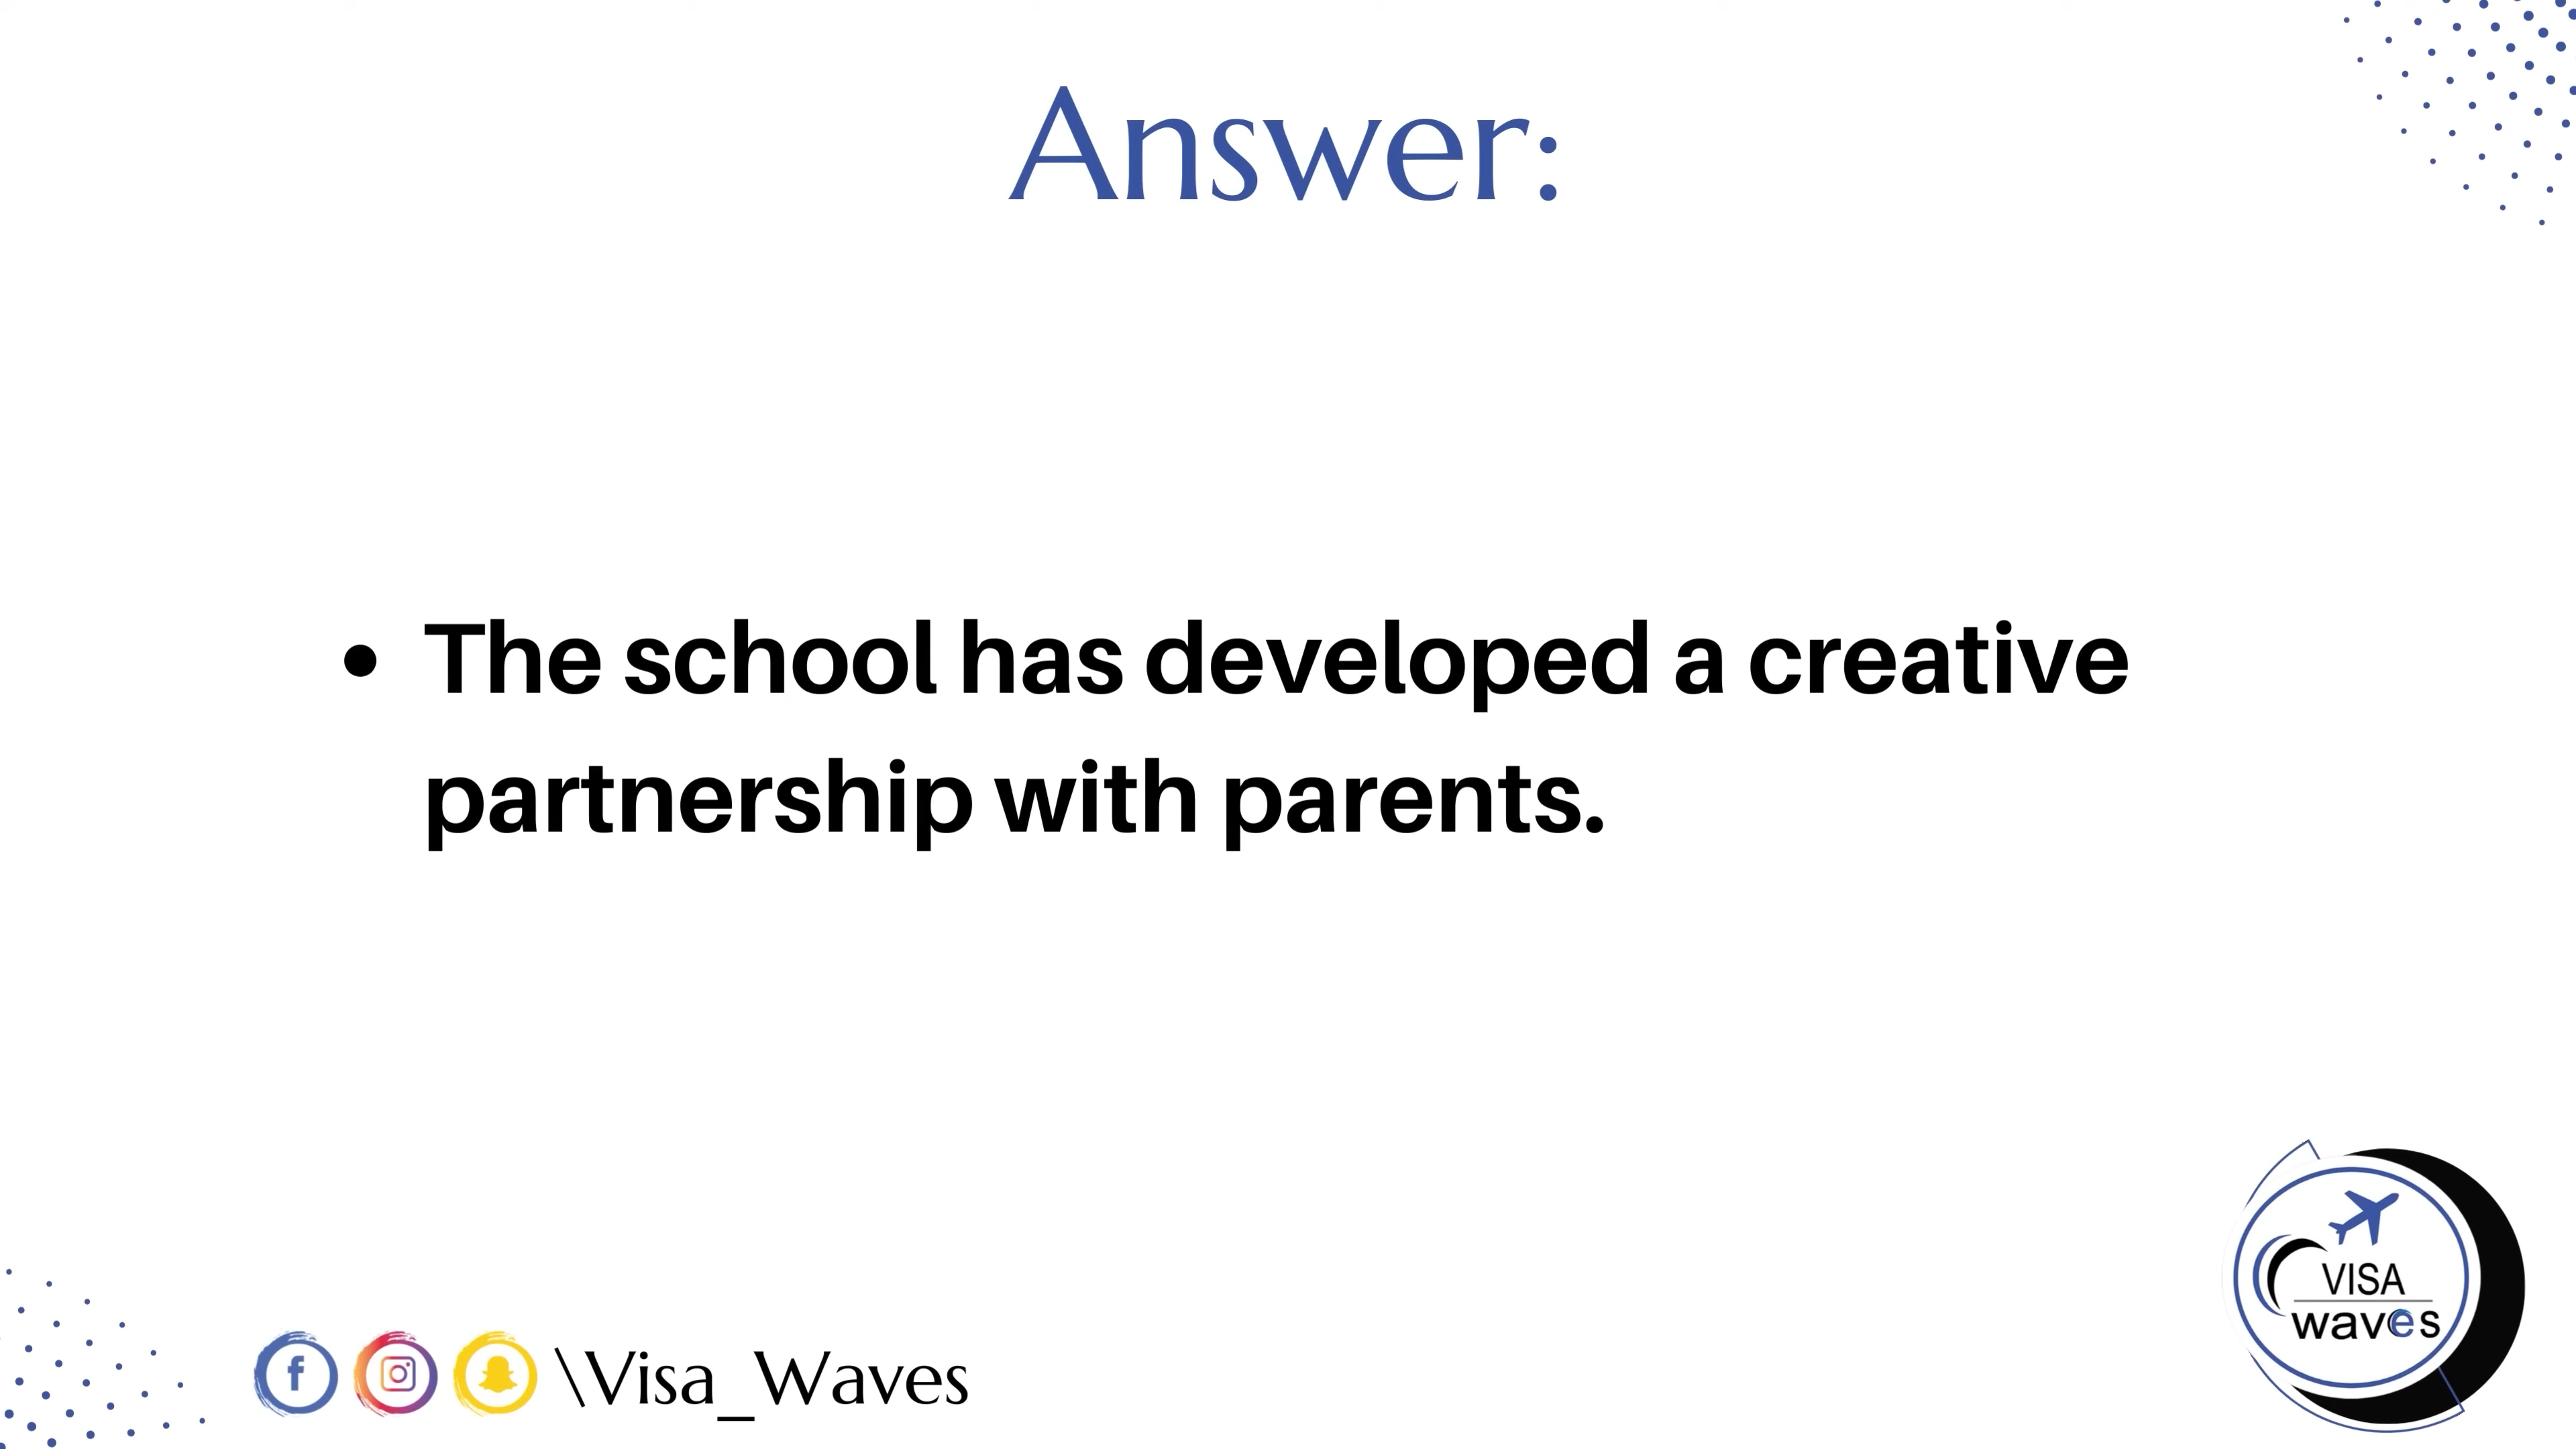 Answer:
• The school has developed a creative
partnership with parents.
\Visa_Waves
VISA
waves